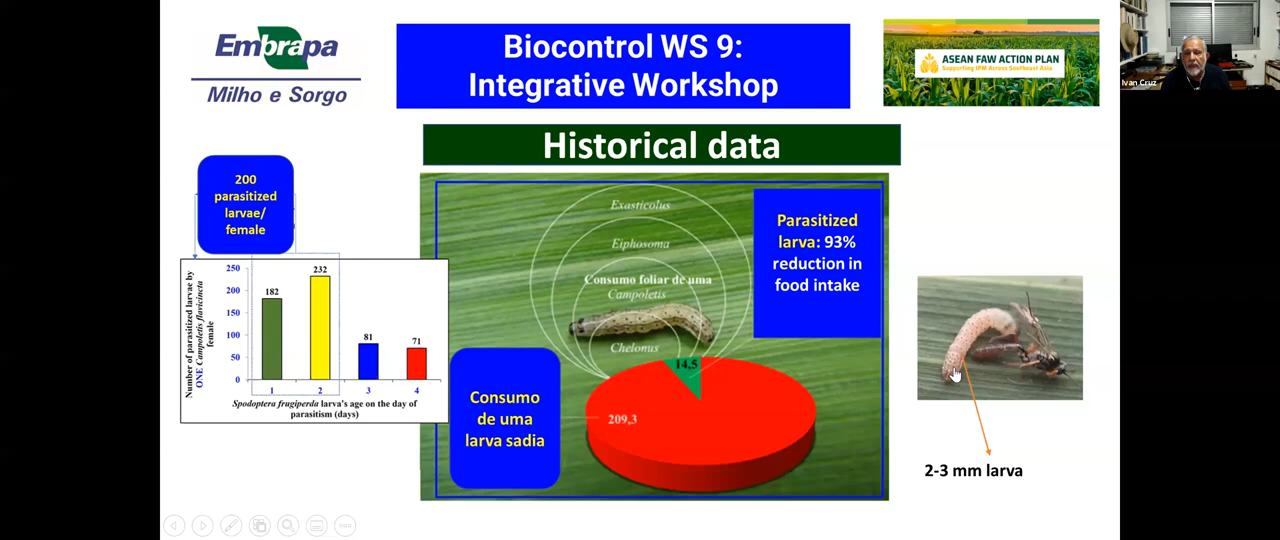 Embrapa
Milho e Sorgo
Biocontrol WS 9:
Integrative Workshop
ASEAN FAW ACTION PLAN
Supporting IPM Across Southeast Asia
Ivan Cruz
Historical data
200
parasitized
larvae/
female
Number of parasitized larvae by
ONE Campoletis flavicincta
female
250
200
150
100
50
0
182
232
81
71
1
2
3
4
Spodoptera frugiperda larva's age on the day of
parasitism (days)
Exasticolus
Eiphosoma
Consumo foliar de uma
Campoletis
Chelonus
14,5
209,3
Parasitized
larva: 93%
reduction in
food intake
Consumo
de uma
larva sadia
2-3 mm larva